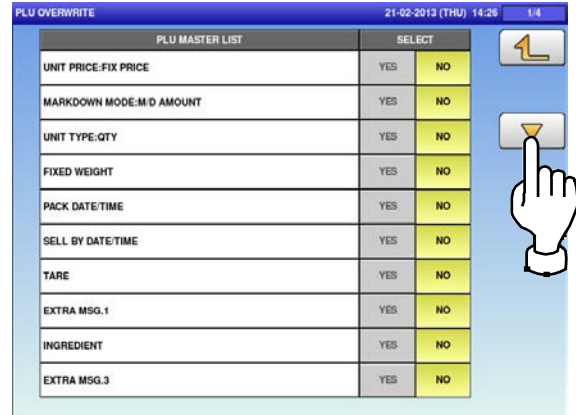 PLU OVERWRITE 21-02-2013 (THU) 14:26 1/4
PLU MASTER LIST SELECT
UNIT PRICE:FIX PRICE YES NO
MARKDOWN MODE:M/D AMOUNT YES NO
UNIT TYPE:QTY YES NO
FIXED WEIGHT YES NO
PACK DATE/TIME YES NO
SELL BY DATE/TIME YES NO
TARE YES NO
EXTRA MSG.1 YES NO
INGREDIENT YES NO
EXTRA MSG.3 YES NO